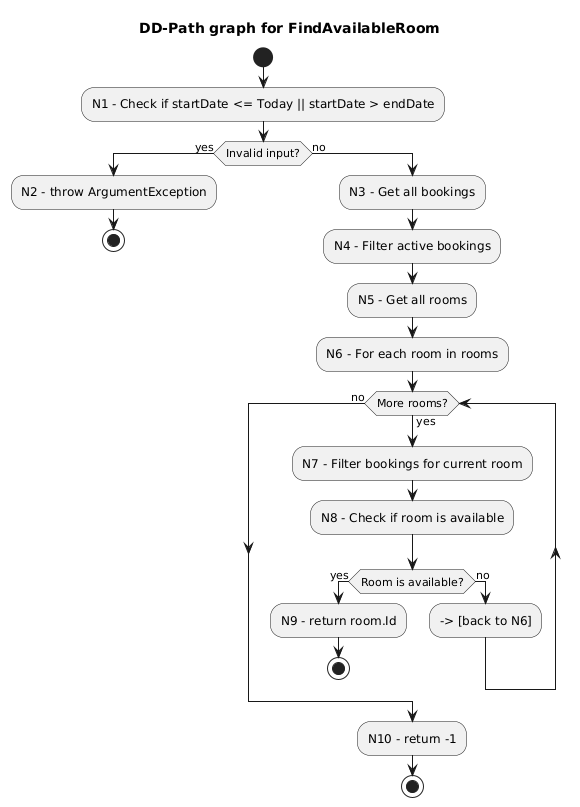 DD-Path graph for FindAvailableRoom
N1 - Check if startDate <= Today || startDate > endDate
yes
Invalid input?
no
N2 - throw ArgumentException
N3 - Get all bookings
N4 - Filter active bookings
N5 - Get all rooms
N6 - For each room in rooms
no
More rooms?
yes
N7 - Filter bookings for current room
N8 - Check if room is available
yes
Room is available?
no
N9 - return room.Id
-> [back to N6]
N10 - return -1